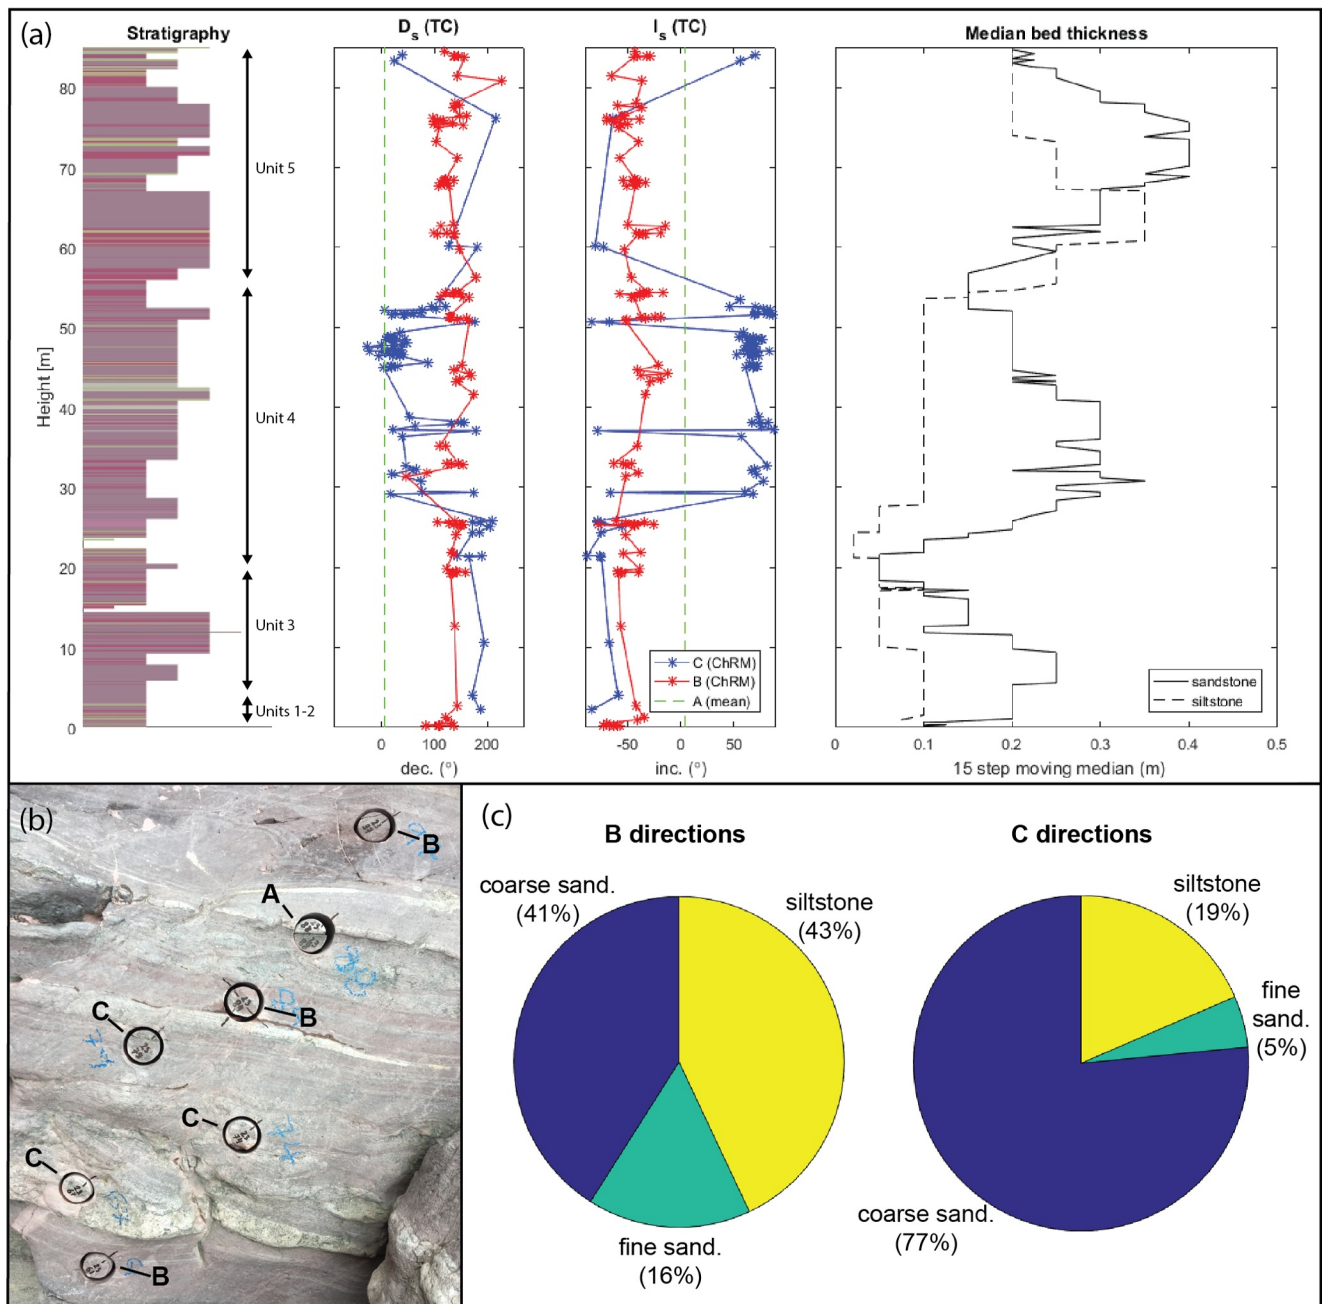 (a)
Stratigraphy
Dₛ (TC)
Iₛ (TC)
Median bed thickness
Height [m]
80
70
60
50
40
30
20
10
0
Unit 5
Unit 4
Unit 3
Units 1-2
0 100 200
dec. (°)
-50 0 50
inc. (°)
C (ChRM)
B (ChRM)
A (mean)
sandstone
siltstone
0 0.1 0.2 0.3 0.4 0.5
15 step moving median (m)
(b)
B
A
B
C
C
C
B
(c)
B directions
coarse sand.
(41%)
siltstone
(43%)
fine sand.
(16%)
C directions
siltstone
(19%)
fine
sand.
(5%)
coarse sand.
(77%)